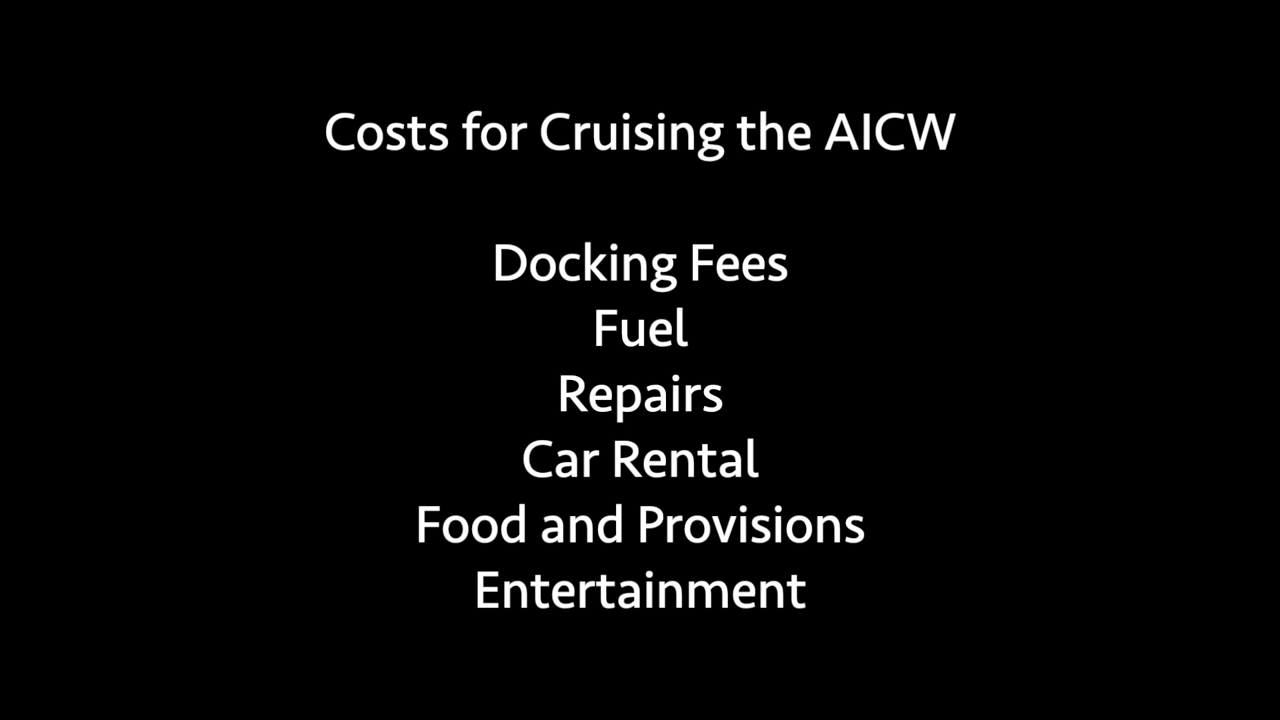 Costs for Cruising the AICW
Docking Fees
Fuel
Repairs
Car Rental
Food and Provisions
Entertainment